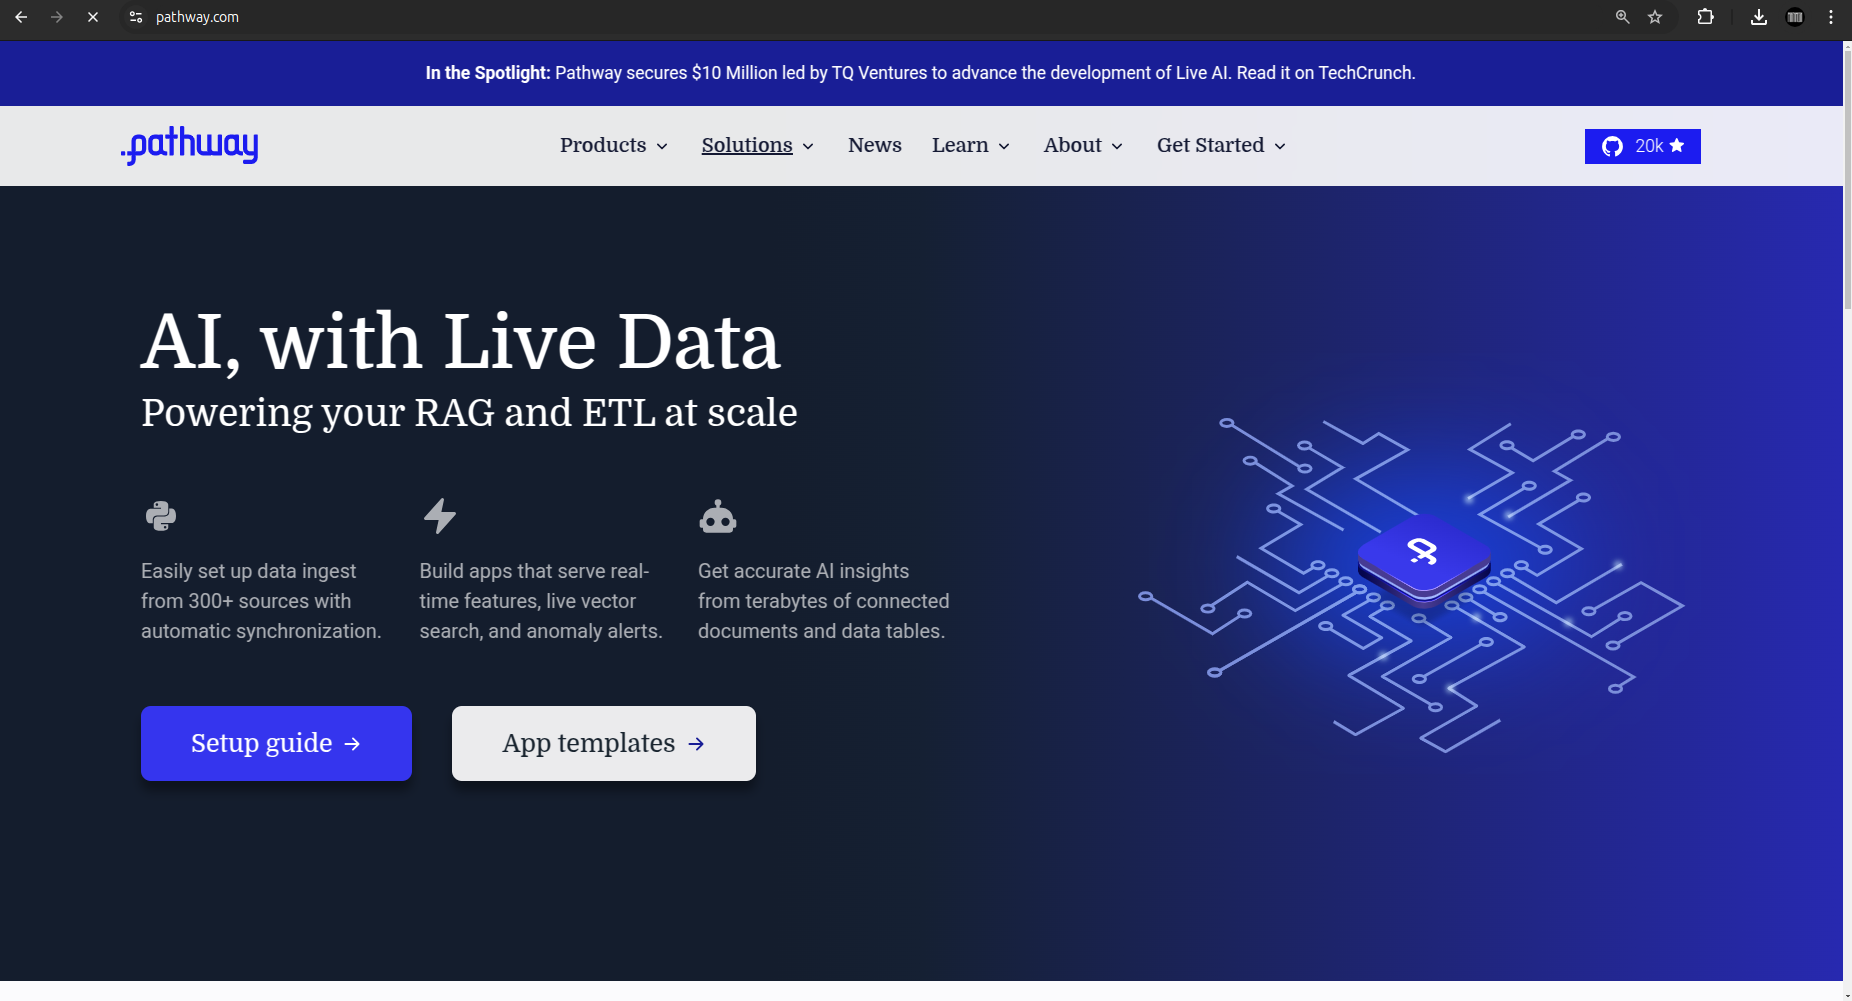 pathway.com
In the Spotlight: Pathway secures $10 Million led by TQ Ventures to advance the development of Live AI. Read it on TechCrunch.
.pathway
Products
Solutions
News
Learn
About
Get Started
20k
AI, with Live Data
Powering your RAG and ETL at scale
Easily set up data ingest
from 300+ sources with
automatic synchronization.
Build apps that serve real-
time features, live vector
search, and anomaly alerts.
Get accurate AI insights
from terabytes of connected
documents and data tables.
Setup guide →
App templates →